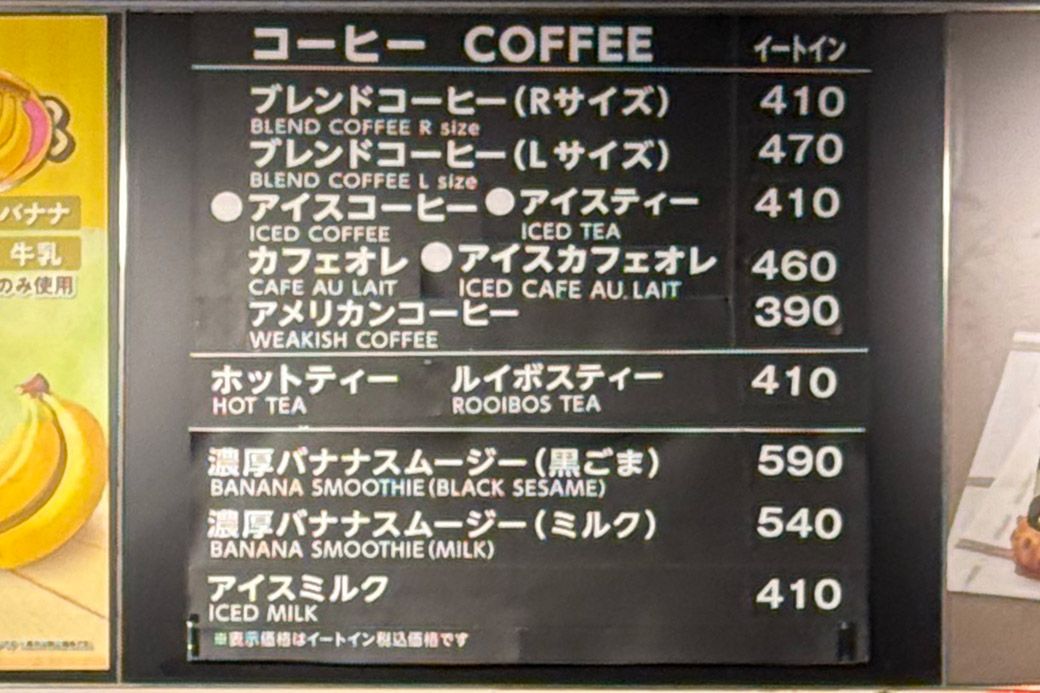 コーヒー COFFEE イートイン
ブレンドコーヒー(Rサイズ) 410
BLEND COFFEE R size
ブレンドコーヒー(Lサイズ) 470
BLEND COFFEE L size
アイスコーヒー アイスティー 410
ICED COFFEE ICED TEA
カフェオレ アイスカフェオレ 460
CAFE AU LAIT ICED CAFE AU LAIT
アメリカンコーヒー 390
WEAKISH COFFEE
ホットティー ルイボスティー 410
HOT TEA ROOIBOS TEA
濃厚バナナスムージー(黒ごま) 590
BANANA SMOOTHIE(BLACK SESAME)
濃厚バナナスムージー(ミルク) 540
BANANA SMOOTHIE(MILK)
アイスミルク 410
ICED MILK
※表示価格はイートイン税込価格です
バナナ
牛乳
のみ使用